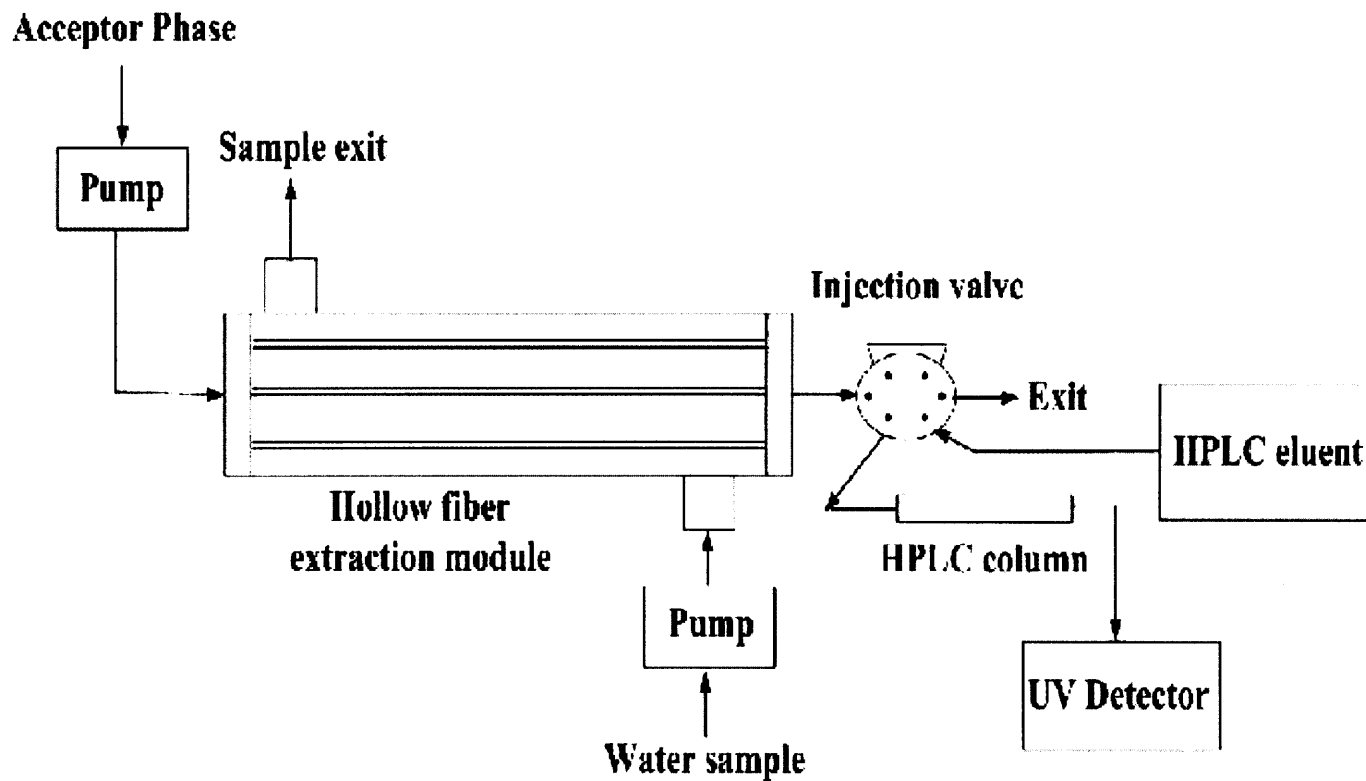 Acceptor Phase
Pump
Sample exit
Injection valve
Exit
HPLC eluent
Hollow fiber
extraction module
HPLC column
Pump
UV Detector
Water sample